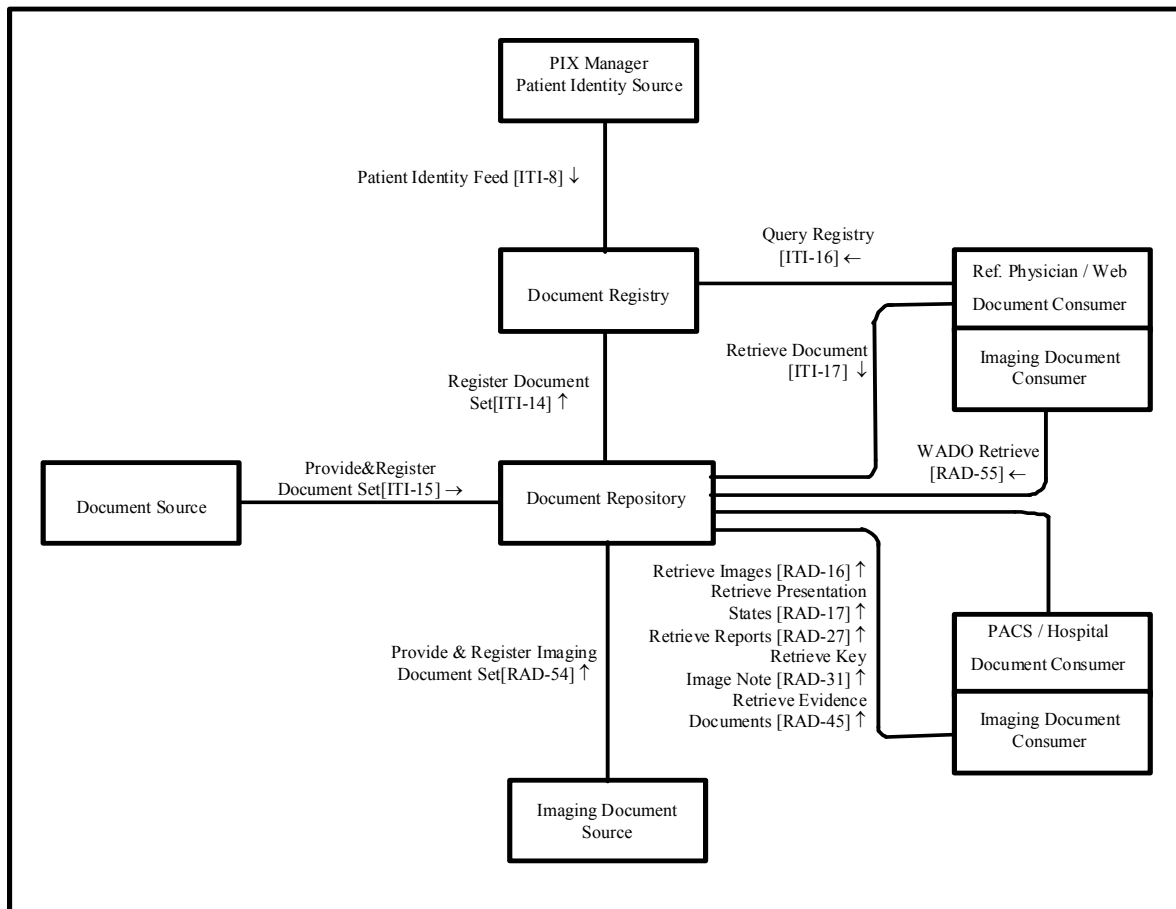 PIX Manager
Patient Identity Source
Patient Identity Feed [ITI-8] ↓
Query Registry
[ITI-16] ←
Ref. Physician / Web
Document Consumer
Document Registry
Imaging Document
Consumer
Retrieve Document
[ITI-17] ↓
Register Document
Set[ITI-14] ↑
WADO Retrieve
[RAD-55] ←
Provide&Register
Document Set[ITI-15] →
Document Source
Document Repository
Retrieve Images [RAD-16] ↑
Retrieve Presentation
States [RAD-17] ↑
Retrieve Reports [RAD-27] ↑
Retrieve Key
Image Note [RAD-31] ↑
Retrieve Evidence
Documents [RAD-45] ↑
Provide & Register Imaging
Document Set[RAD-54] ↑
PACS / Hospital
Document Consumer
Imaging Document
Consumer
Imaging Document
Source